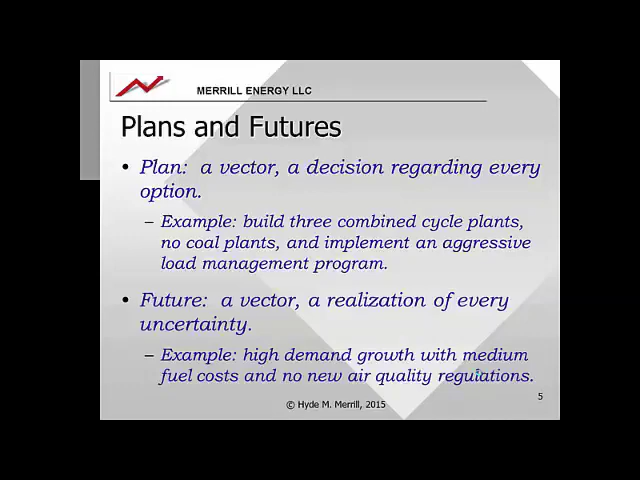 MERRILL ENERGY LLC
Plans and Futures
• Plan: a vector, a decision regarding every
option.
– Example: build three combined cycle plants,
no coal plants, and implement an aggressive
load management program.
• Future: a vector, a realization of every
uncertainty.
– Example: high demand growth with medium
fuel costs and no new air quality regulations.
© Hyde M. Merrill, 2015
5